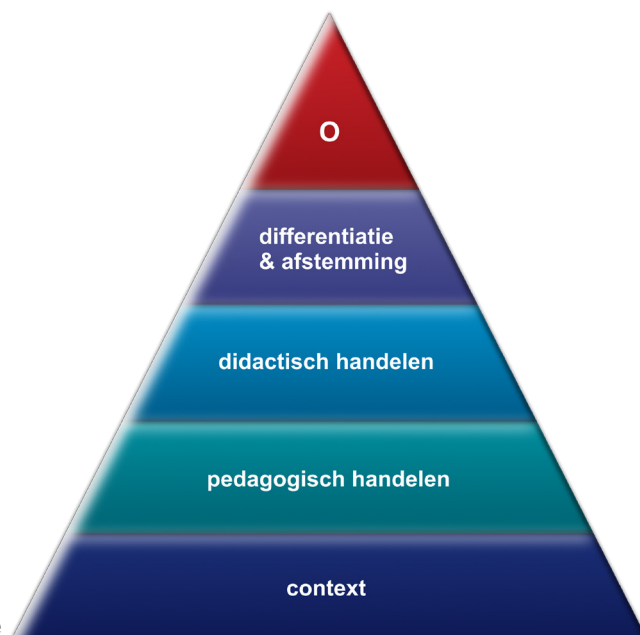 O
differentiatie
& afstemming
didactisch handelen
pedagogisch handelen
context